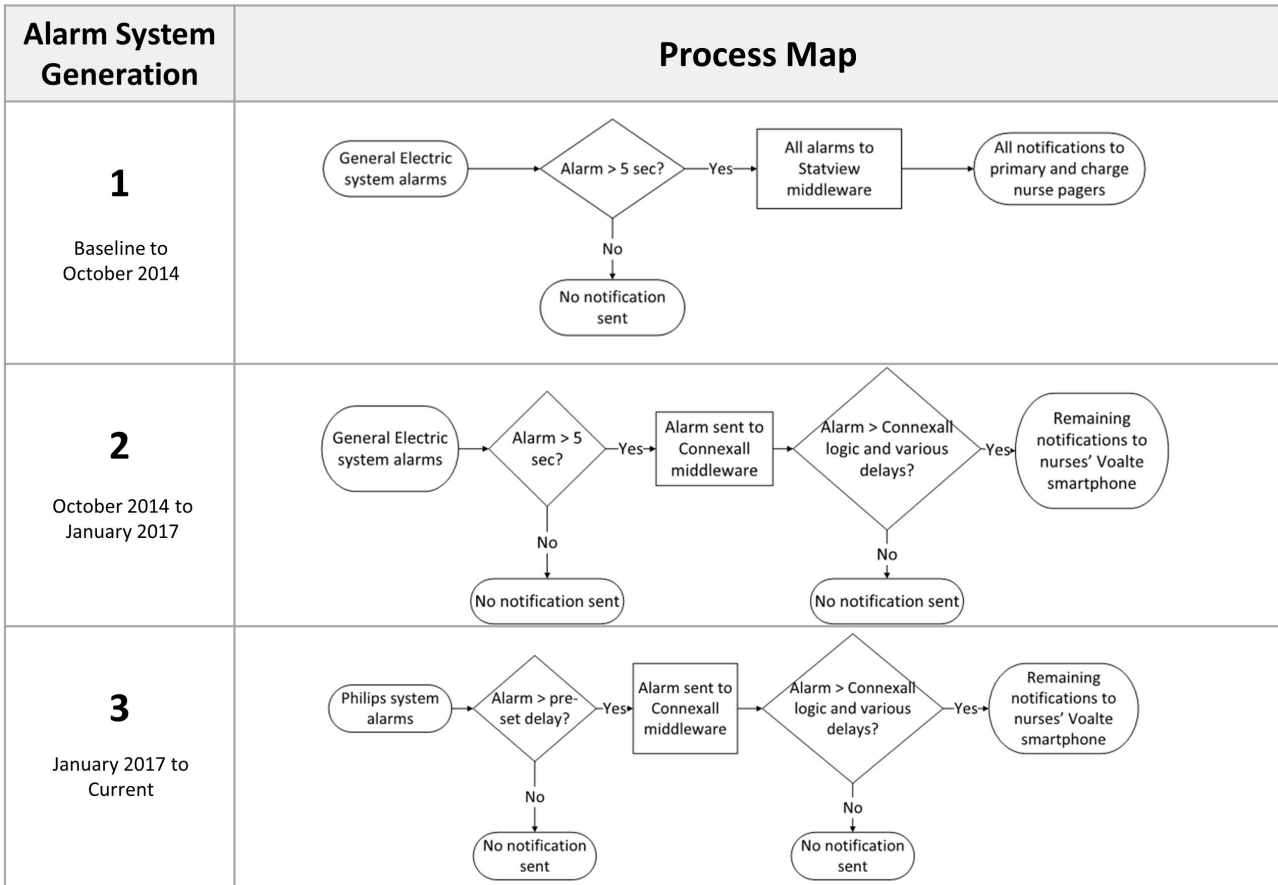 Alarm System
Generation
Process Map
1
Baseline to
October 2014
General Electric
system alarms
Alarm > 5 sec?
Yes
All alarms to
Statview
middleware
All notifications to
primary and charge
nurse pagers
No
No notification
sent
2
October 2014 to
January 2017
General Electric
system alarms
Alarm > 5
sec?
Yes
Alarm sent to
Connexall
middleware
Alarm > Connexall
logic and various
delays?
Yes
Remaining
notifications to
nurses' Voalte
smartphone
No
No notification sent
No
No notification sent
3
January 2017 to
Current
Philips system
alarms
Alarm > pre-
set delay?
Yes
Alarm sent to
Connexall
middleware
Alarm > Connexall
logic and various
delays?
Yes
Remaining
notifications to
nurses' Voalte
smartphone
No
No notification
sent
No
No notification
sent